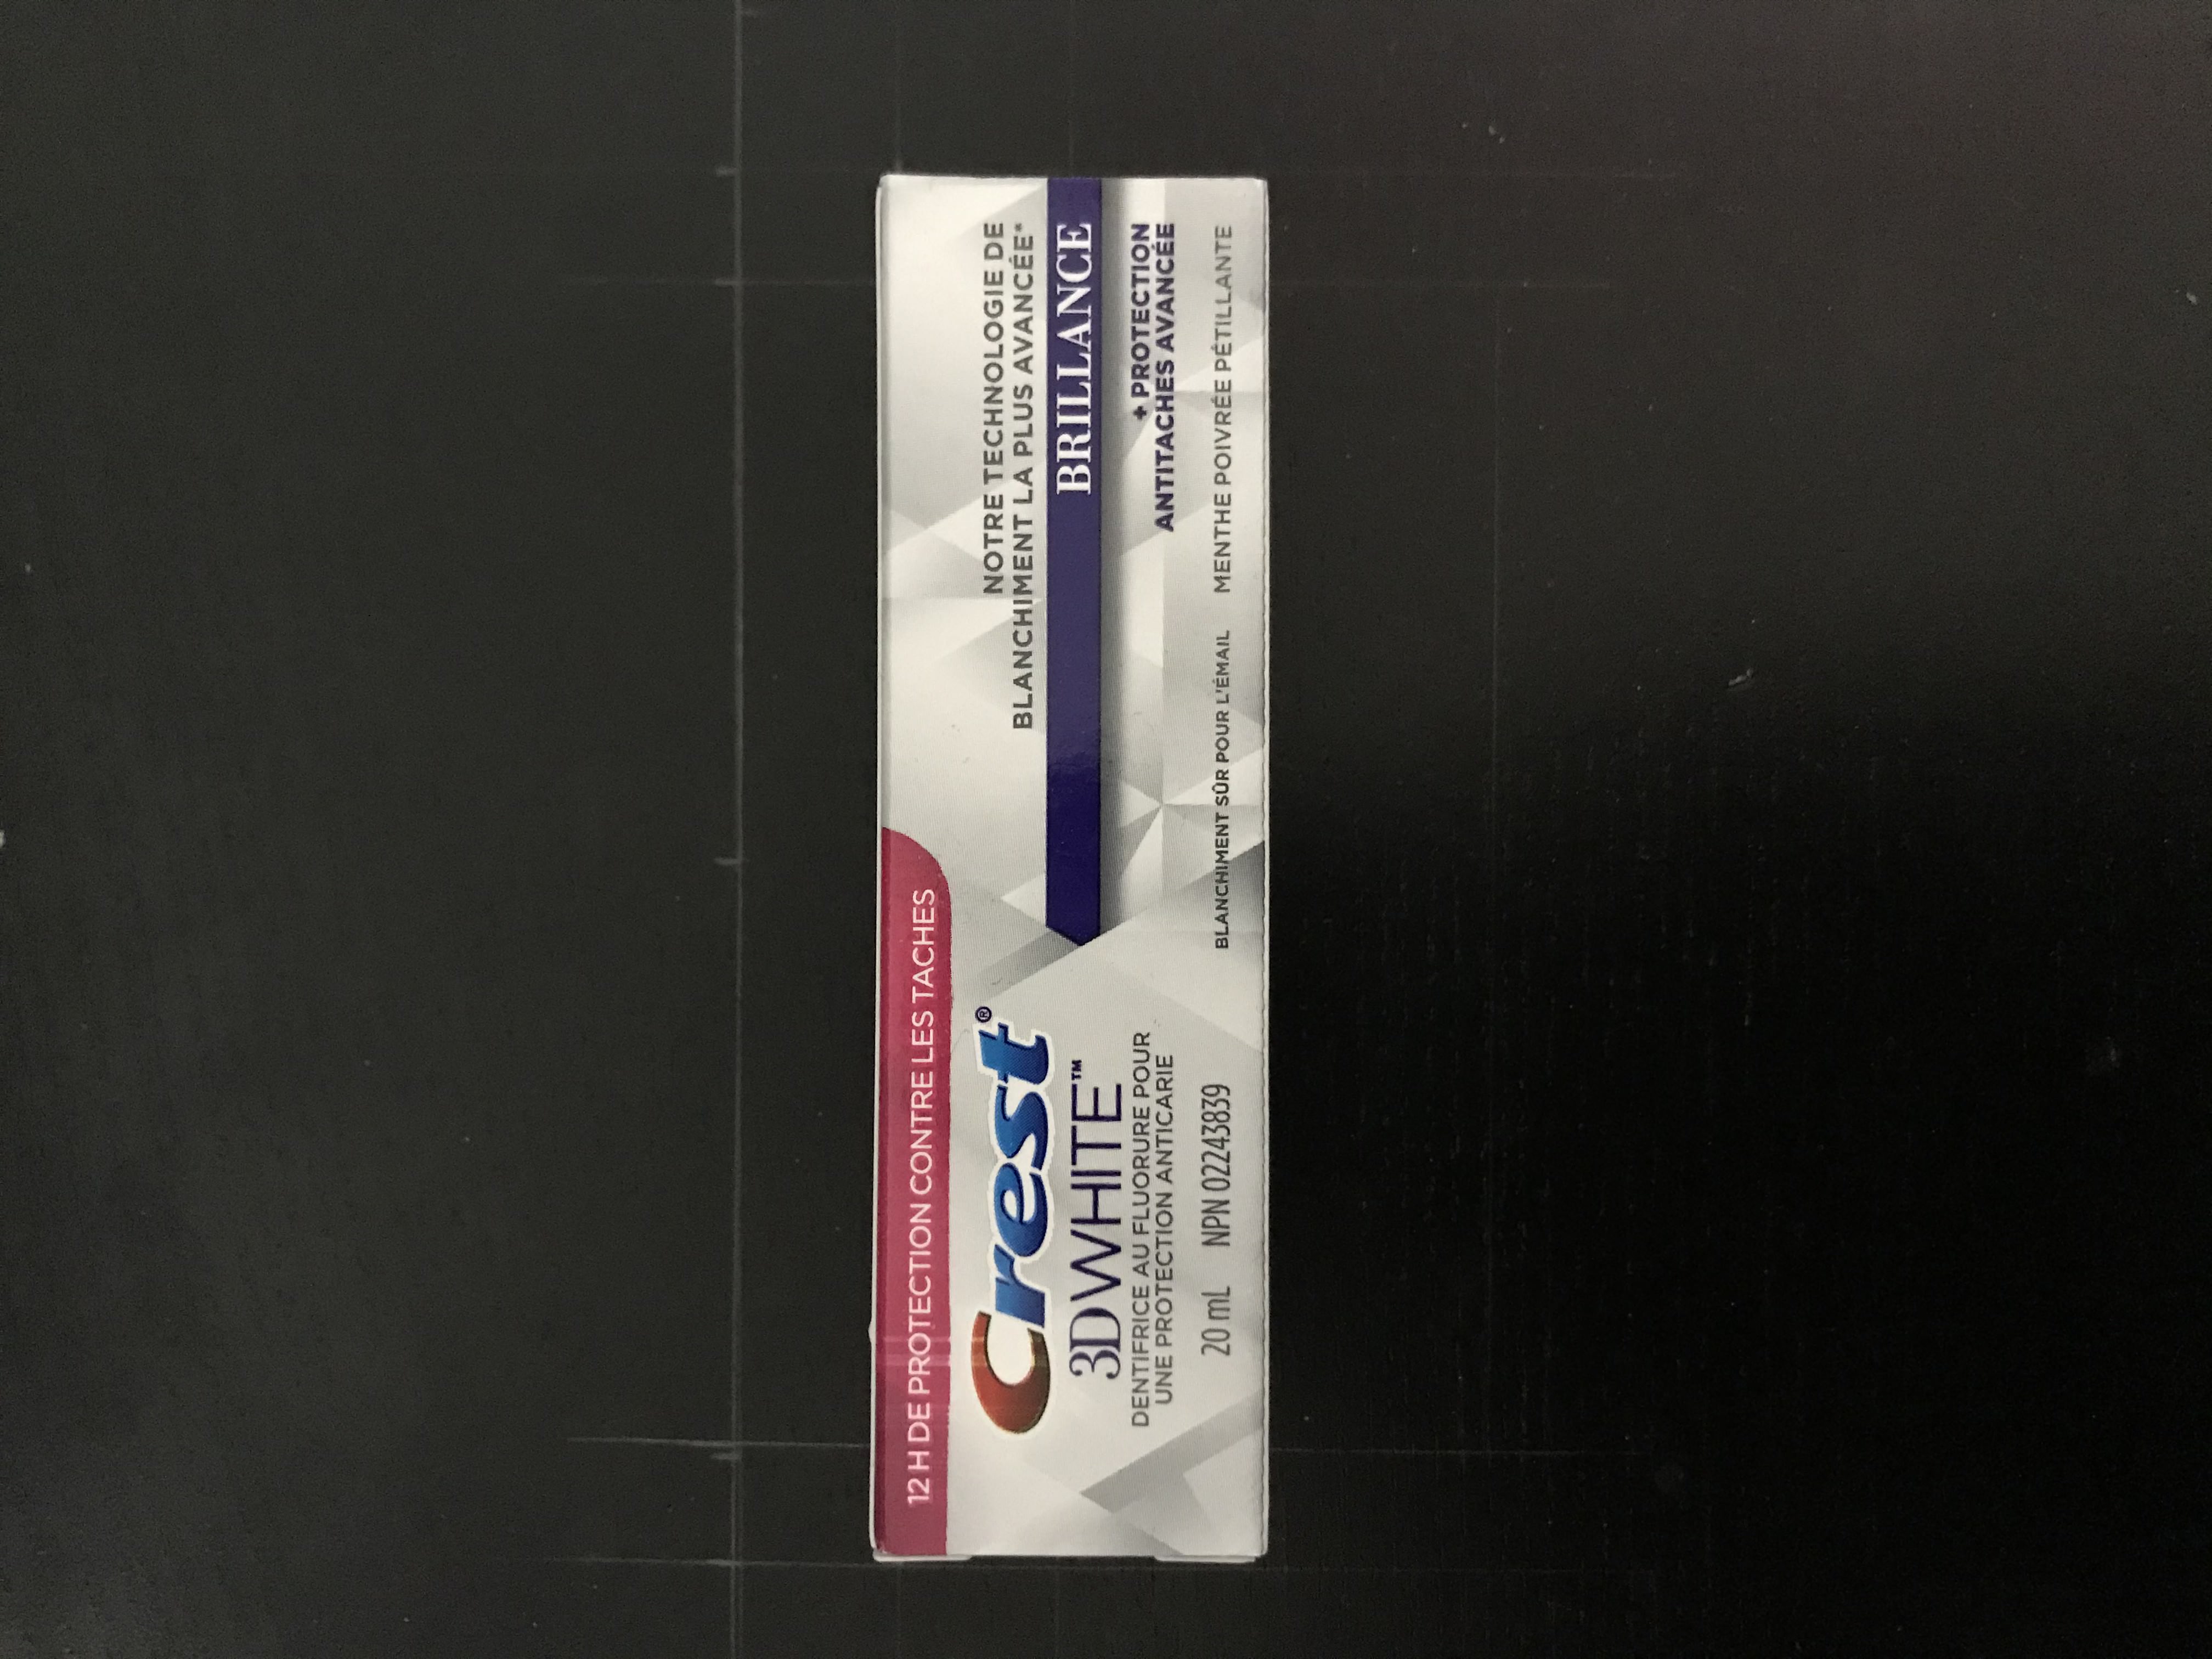 12 H DE PROTECTION CONTRE LES TACHES
Crest®
3D WHITE™
DENTIFRICE AU FLUORURE POUR
UNE PROTECTION ANTICARIE
20 mL NPN 02243839
NOTRE TECHNOLOGIE DE
BLANCHIMENT LA PLUS AVANCÉE*
BRILLANCE
+ PROTECTION
ANTITACHES AVANCÉE
BLANCHIMENT SÛR POUR L'ÉMAIL MENTHE POIVRÉE PÉTILLANTE